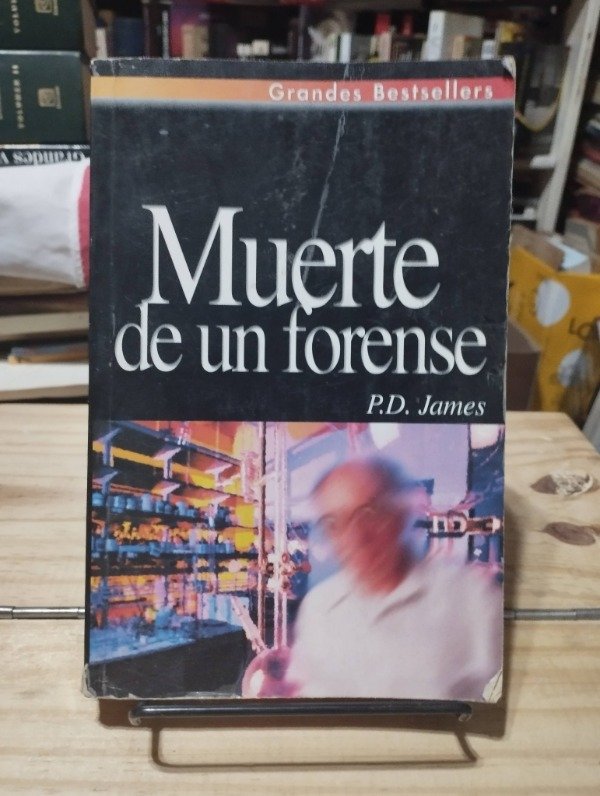 Grandes Bestsellers
Muerte
de un forense
P.D. James